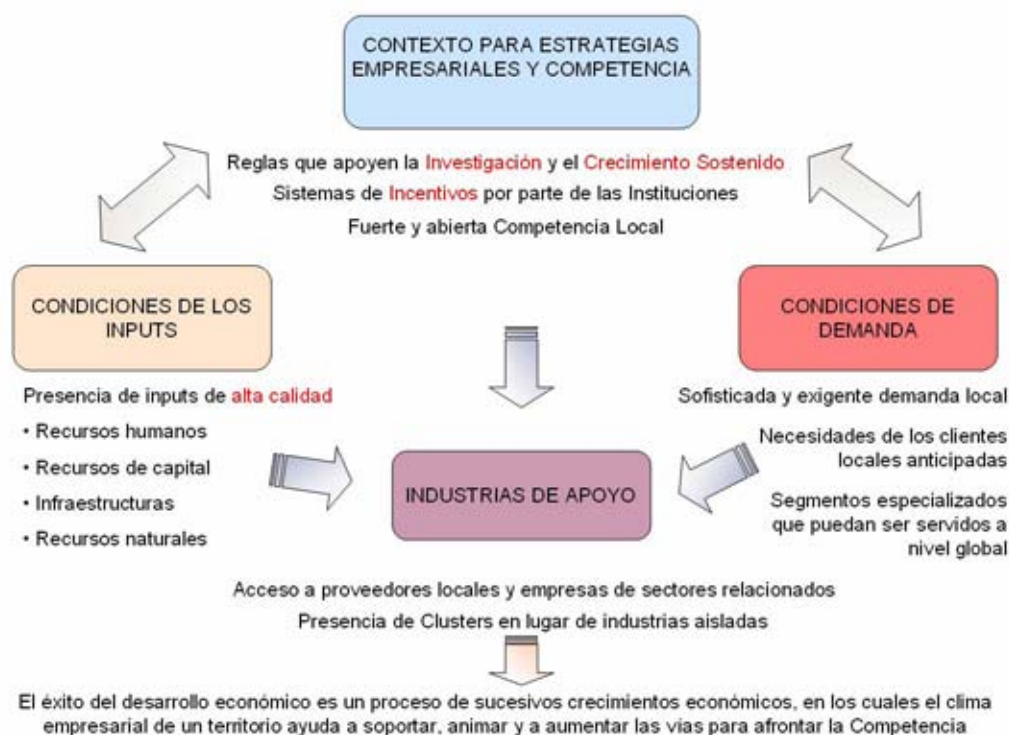 CONTEXTO PARA ESTRATEGIAS
EMPRESARIALES Y COMPETENCIA
Reglas que apoyen la Investigación y el Crecimiento Sostenido
Sistemas de Incentivos por parte de las Instituciones
Fuerte y abierta Competencia Local
CONDICIONES DE LOS
INPUTS
Presencia de inputs de alta calidad
• Recursos humanos
• Recursos de capital
• Infraestructuras
• Recursos naturales
CONDICIONES DE
DEMANDA
Sofisticada y exigente demanda local
Necesidades de los clientes
locales anticipadas
Segmentos especializados
que puedan ser servidos a
nivel global
INDUSTRIAS DE APOYO
Acceso a proveedores locales y empresas de sectores relacionados
Presencia de Clusters en lugar de industrias aisladas
El éxito del desarrollo económico es un proceso de sucesivos crecimientos económicos, en los cuales el clima
empresarial de un territorio ayuda a soportar, animar y a aumentar las vías para afrontar la Competencia